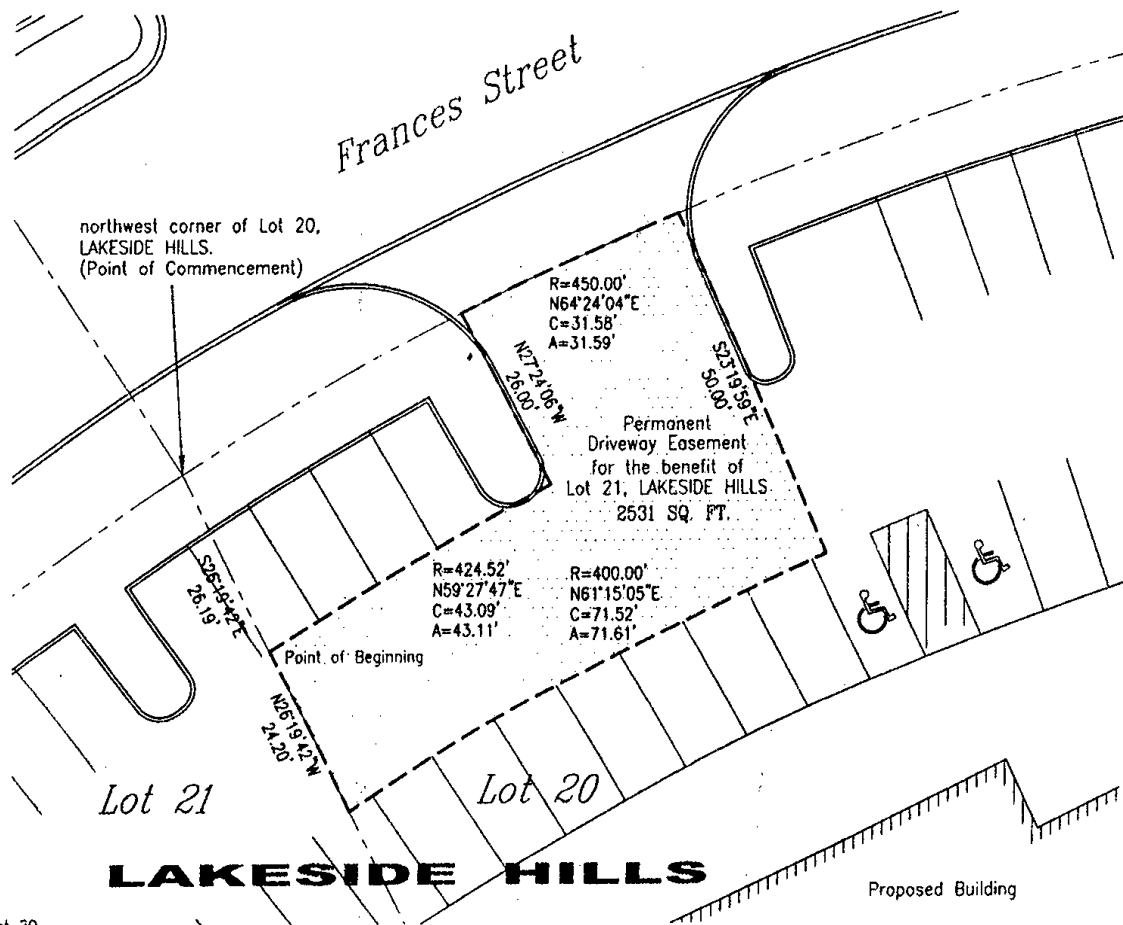 Frances Street
northwest corner of Lot 20,
LAKESIDE HILLS.
(Point of Commencement)
R=450.00'
N64°24'04"E
C=31.58'
A=31.59'
N27°24'06"W
26.00'
S23°19'59"E
50.00'
Permanent
Driveway Easement
for the benefit of
Lot 21, LAKESIDE HILLS
2531 SQ. FT.
S26°19'42"E
26.19'
R=424.52'
N59°27'47"E
C=43.09'
A=43.11'
R=400.00'
N61°15'05"E
C=71.52'
A=71.61'
Point of Beginning
N26°19'42"W
24.20'
Lot 21
Lot 20
LAKESIDE HILLS
Proposed Building